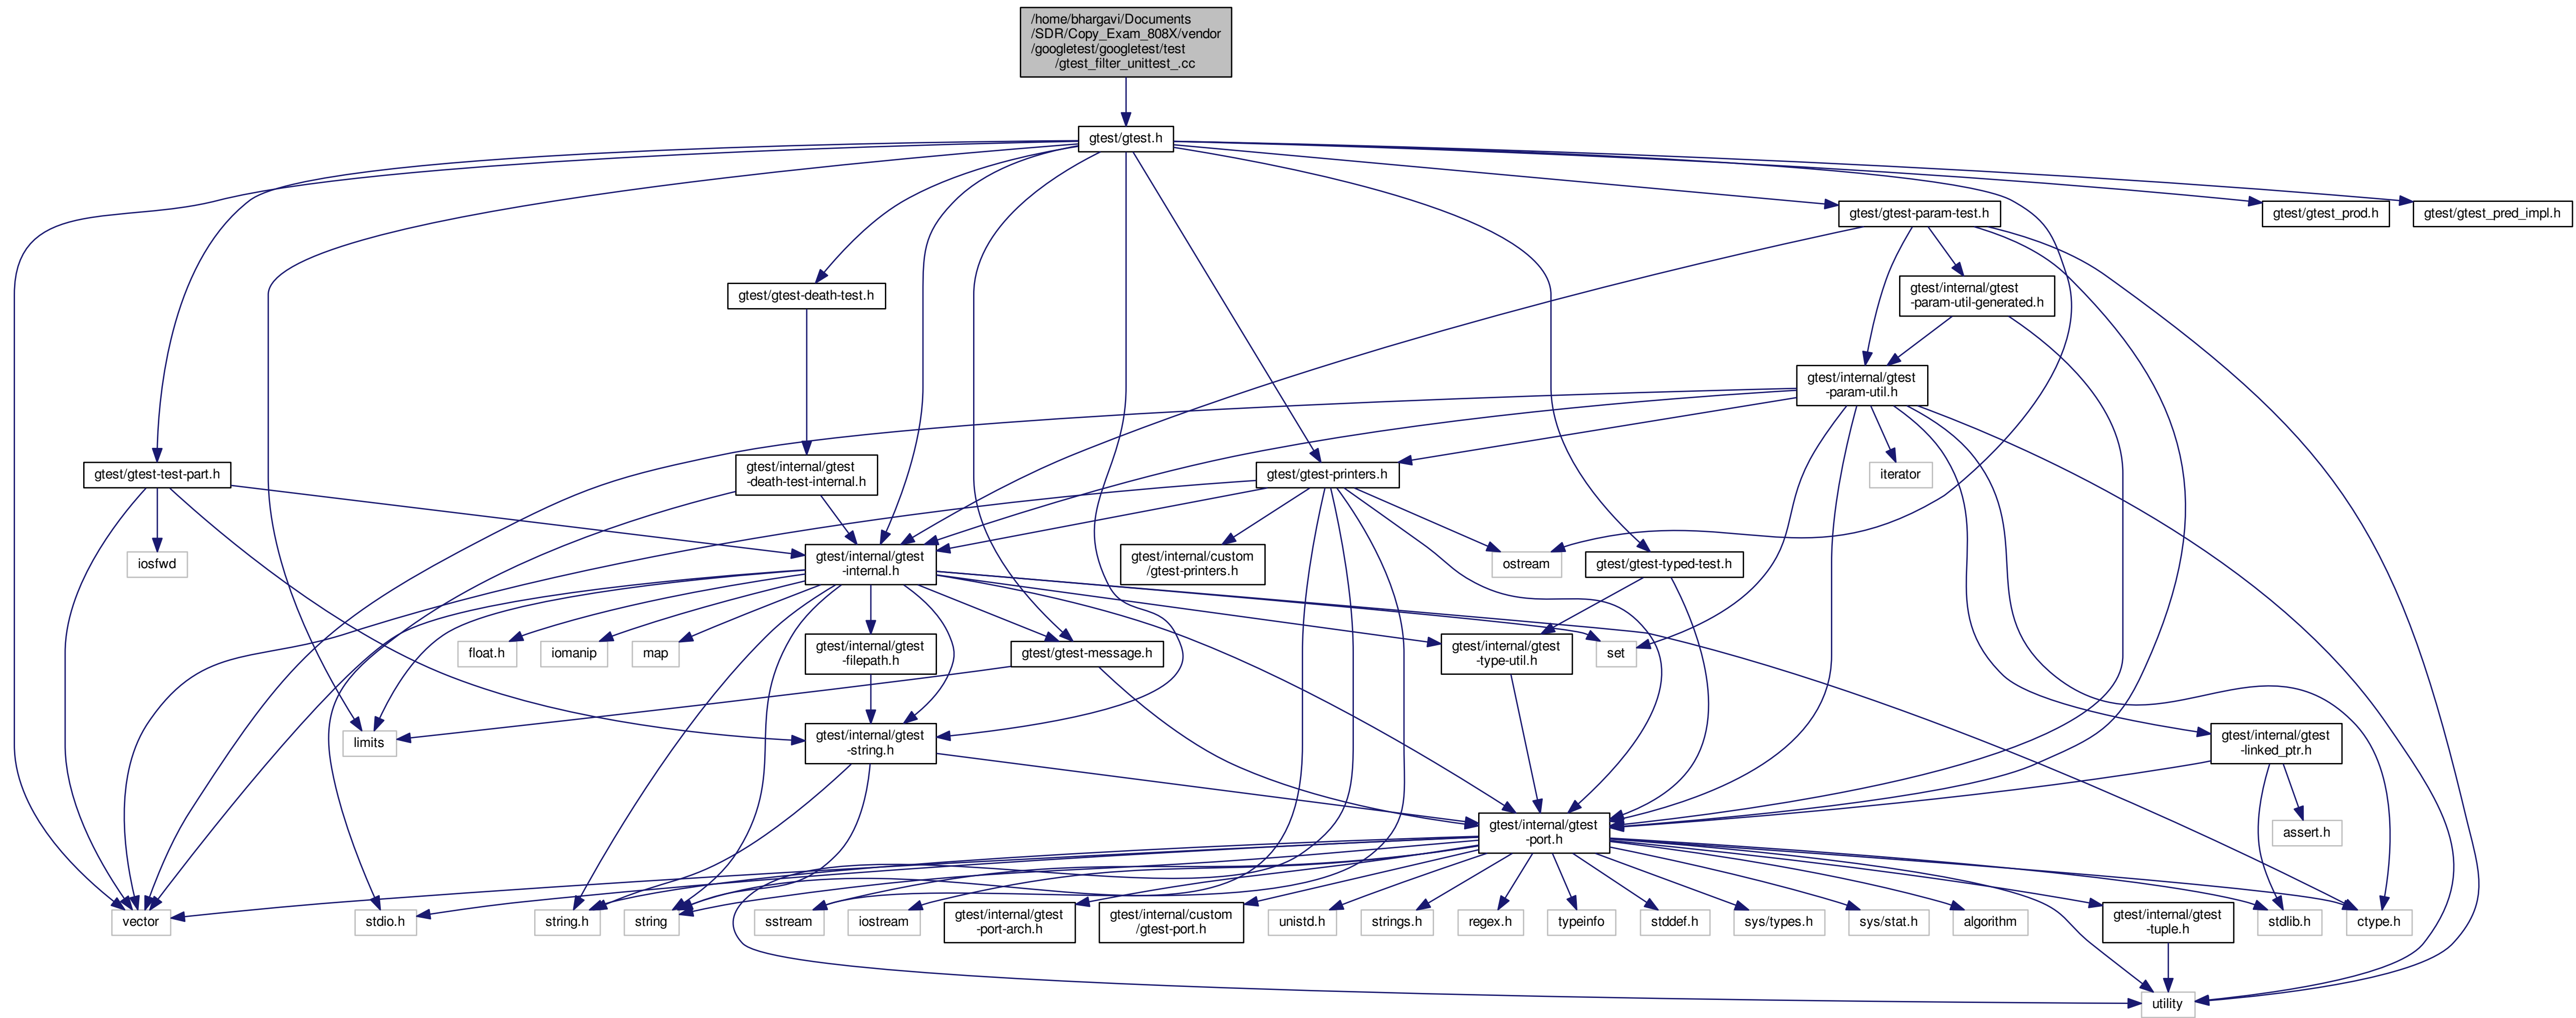 /home/bhargavi/Documents
/SDR/Copy_Exam_808X/vendor
/googletest/googletest/test
/gtest_filter_unittest_.cc
gtest/gtest.h
gtest/gtest-param-test.h
gtest/gtest_prod.h
gtest/gtest_pred_impl.h
gtest/gtest-death-test.h
gtest/internal/gtest
-param-util-generated.h
gtest/internal/gtest
-param-util.h
gtest/gtest-test-part.h
gtest/internal/gtest
-death-test-internal.h
gtest/gtest-printers.h
iterator
iosfwd
gtest/internal/gtest
-internal.h
gtest/internal/custom
/gtest-printers.h
ostream
gtest/gtest-typed-test.h
float.h
iomanip
map
gtest/internal/gtest
-filepath.h
gtest/gtest-message.h
gtest/internal/gtest
-type-util.h
set
limits
gtest/internal/gtest
-string.h
gtest/internal/gtest
-linked_ptr.h
gtest/internal/gtest
-port.h
assert.h
vector
stdio.h
string.h
string
sstream
iostream
gtest/internal/gtest
-port-arch.h
gtest/internal/custom
/gtest-port.h
unistd.h
strings.h
regex.h
typeinfo
stddef.h
sys/types.h
sys/stat.h
algorithm
gtest/internal/gtest
-tuple.h
stdlib.h
ctype.h
utility